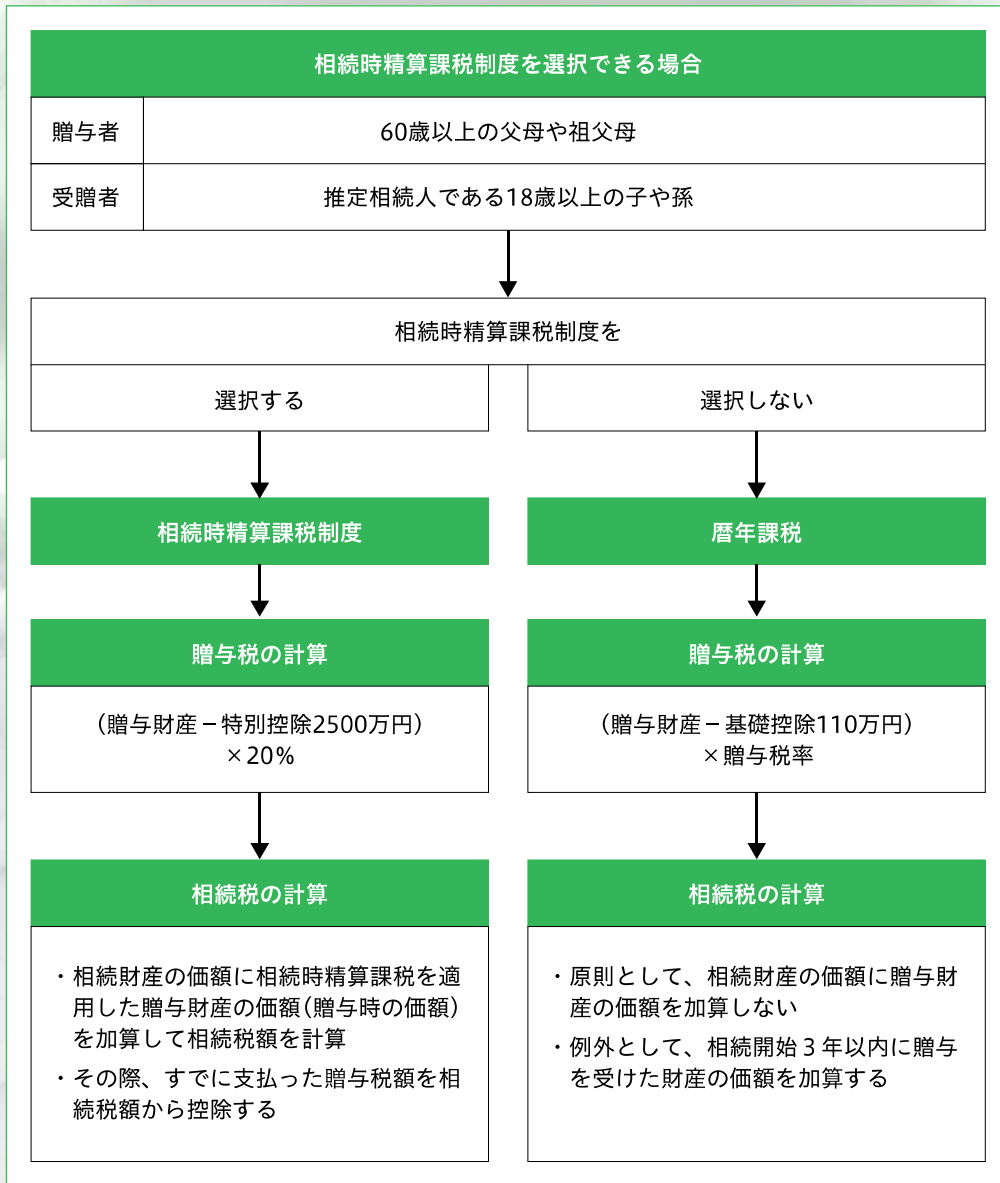 相続時精算課税制度を選択できる場合
贈与者
60歳以上の父母や祖父母
受贈者
推定相続人である18歳以上の子や孫
相続時精算課税制度を
選択する
選択しない
相続時精算課税制度
暦年課税
贈与税の計算
（贈与財産－特別控除2500万円）
×20%
贈与税の計算
（贈与財産－基礎控除110万円）
×贈与税率
相続税の計算
・相続財産の価額に相続時精算課税を適
用した贈与財産の価額（贈与時の価額）
を加算して相続税額を計算
・その際、すでに支払った贈与税額を相
続税額から控除する
相続税の計算
・原則として、相続財産の価額に贈与財
産の価額を加算しない
・例外として、相続開始３年以内に贈与
を受けた財産の価額を加算する